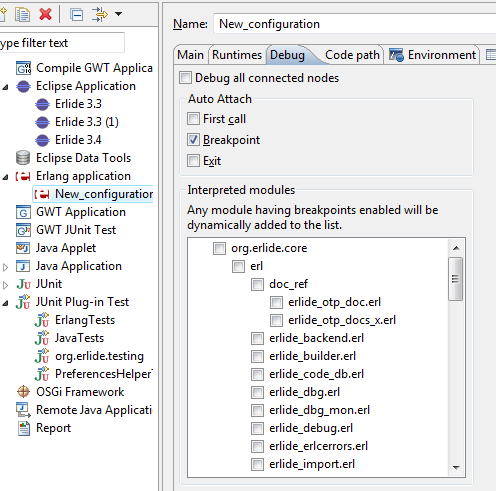 ype filter text
Compile GWT Applica
Eclipse Application
Erlide 3.3
Erlide 3.3 (1)
Erlide 3.4
Eclipse Data Tools
Erlang application
New_configuration
GWT Application
GWT JUnit Test
Java Applet
Java Application
JUnit
JUnit Plug-in Test
ErlangTests
JavaTests
org.erlide.testing
PreferencesHelperT
OSGi Framework
Remote Java Applicati
Report
Name: New_configuration
Main Runtimes Debug Code path Environment
Debug all connected nodes
Auto Attach
First call
Breakpoint
Exit
Interpreted modules
Any module having breakpoints enabled will be
dynamically added to the list.
org.erlide.core
erl
doc_ref
erlide_otp_doc.erl
erlide_otp_docs_x.erl
erlide_backend.erl
erlide_builder.erl
erlide_code_db.erl
erlide_dbg.erl
erlide_dbg_mon.erl
erlide_debug.erl
erlide_erlcerrors.erl
erlide_import.erl